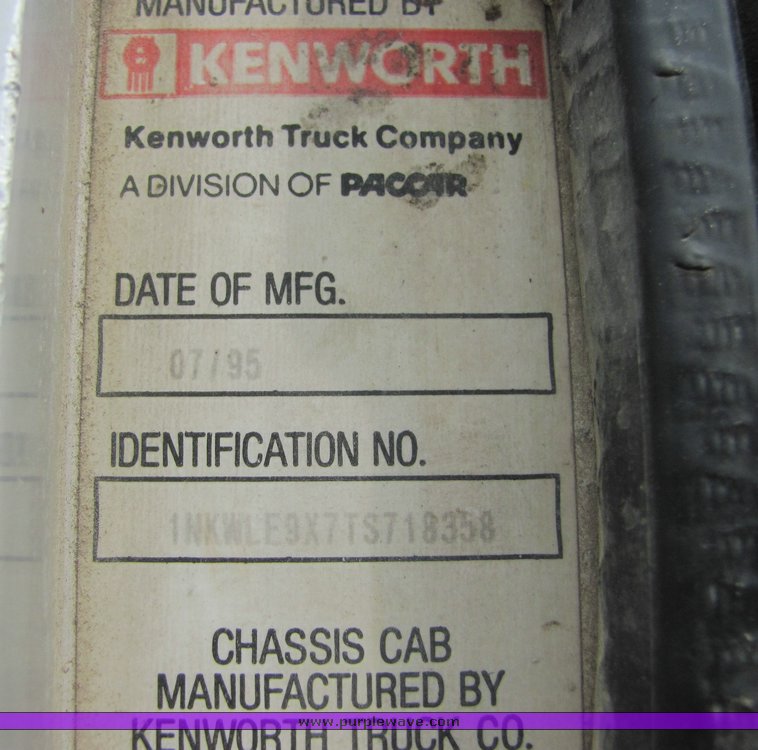 MANUFACTURED BY
KENWORTH
Kenworth Truck Company
A DIVISION OF PACCAR
DATE OF MFG.
07/95
IDENTIFICATION NO.
1NKWLE9X7TS718358
CHASSIS CAB
MANUFACTURED BY
www.purplewave.com
KENWORTH TRUCK CO.